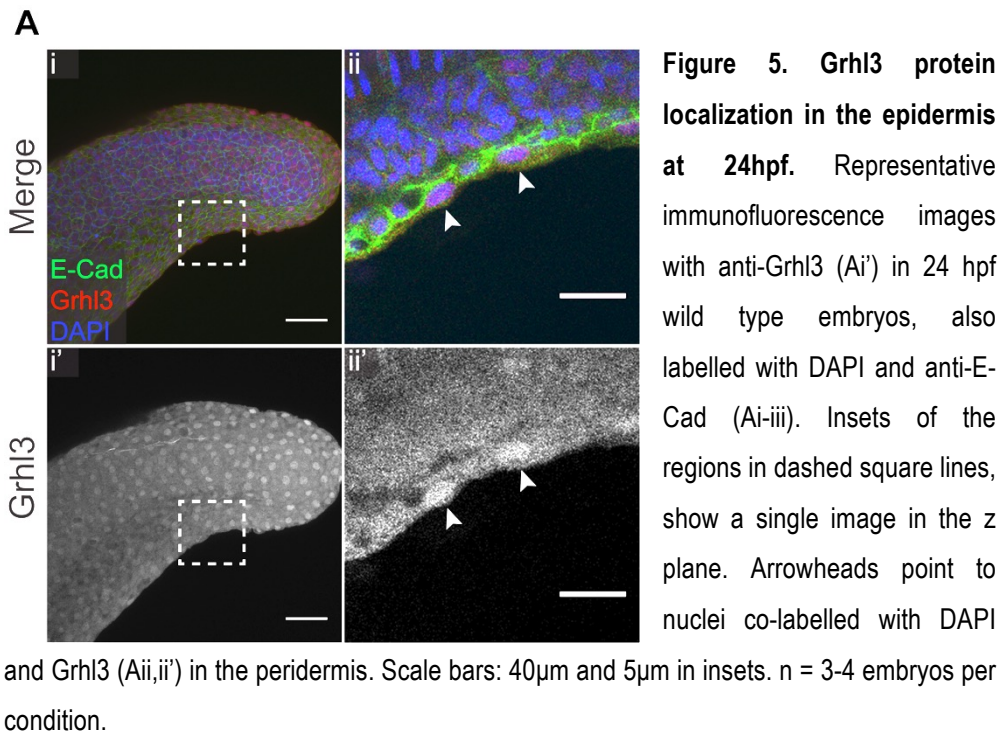 A
i
ii
Merge
E-Cad
Grhl3
DAPI
i’
ii’
Grhl3
Figure 5. Grhl3 protein
localization in the epidermis
at 24hpf. Representative
immunofluorescence images
with anti-Grhl3 (Ai’) in 24 hpf
wild type embryos, also
labelled with DAPI and anti-E-
Cad (Ai-iii). Insets of the
regions in dashed square lines,
show a single image in the z
plane. Arrowheads point to
nuclei co-labelled with DAPI
and Grhl3 (Aii,ii’) in the peridermis. Scale bars: 40µm and 5µm in insets. n = 3-4 embryos per
condition.